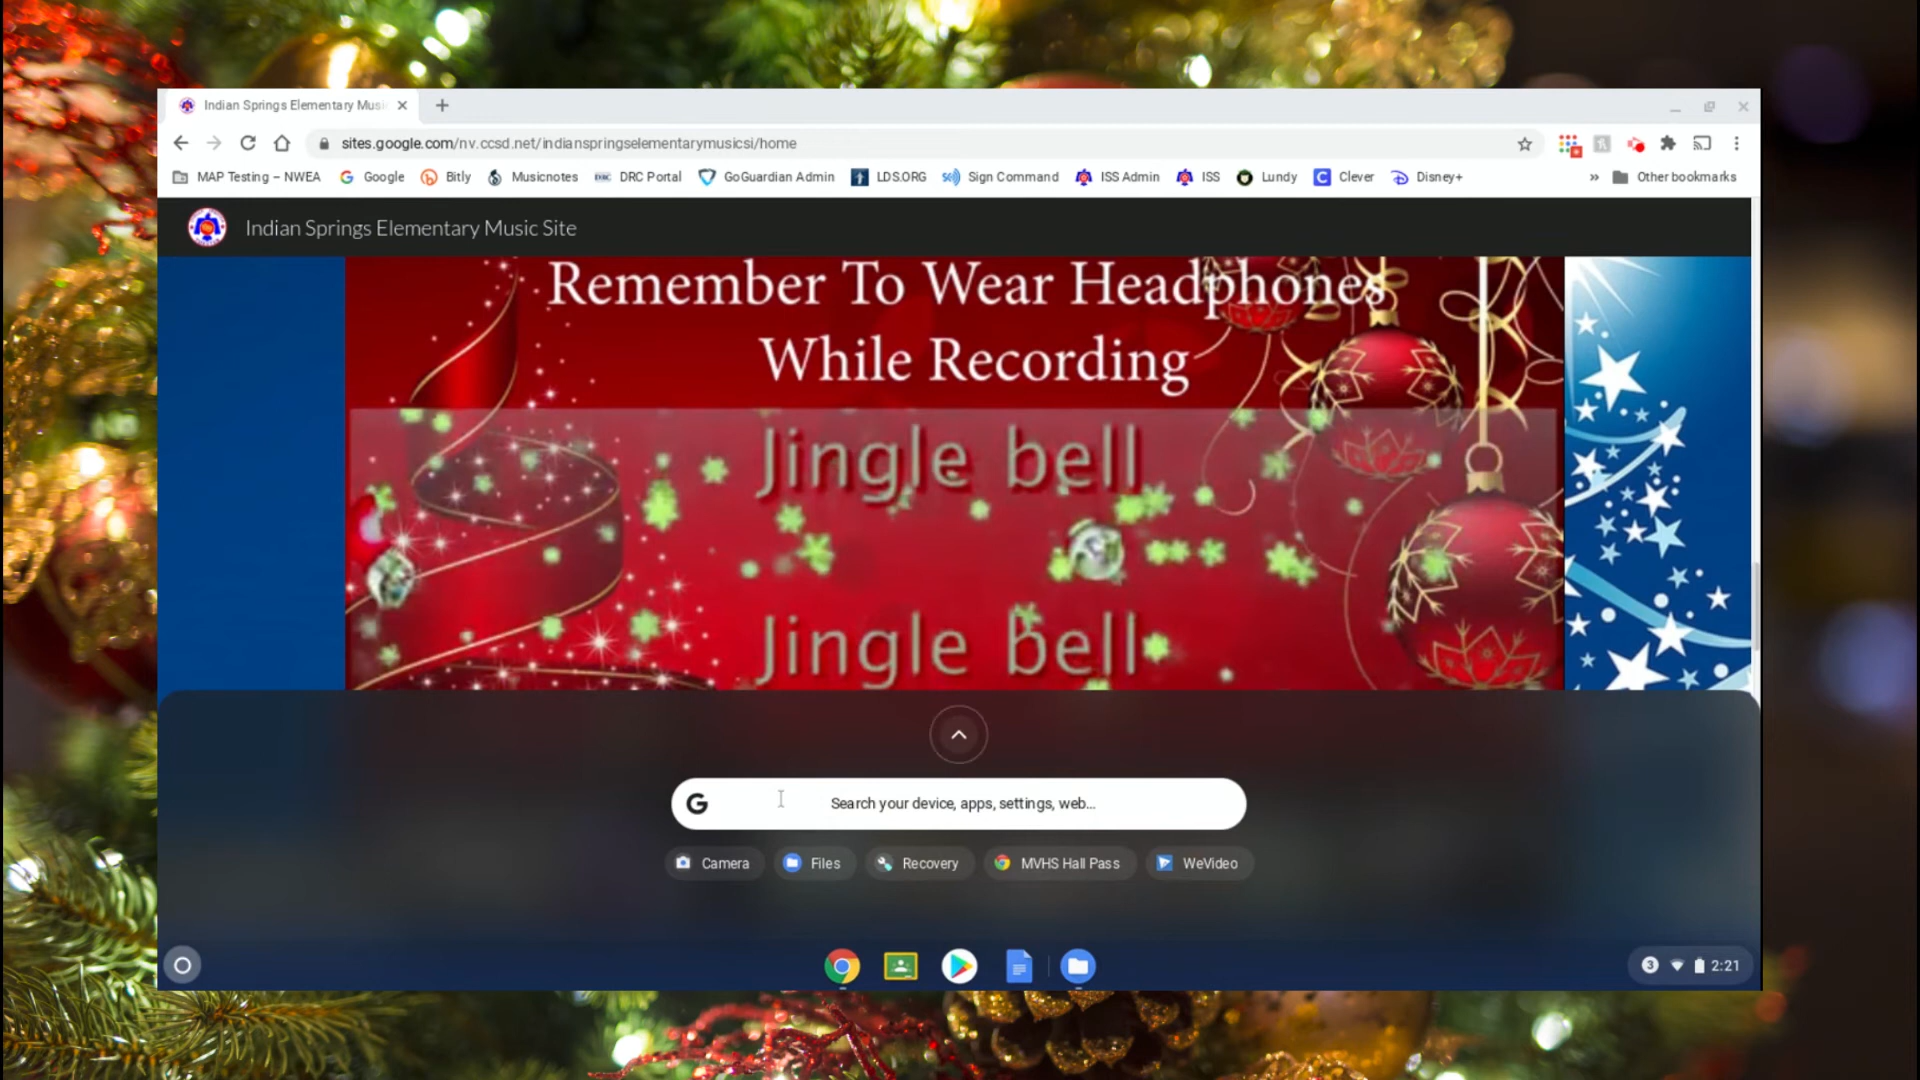 Indian Springs Elementary Musi
sites.google.com/nv.ccsd.net/indianspringselementarymusicsi/home
MAP Testing – NWEA Google Bitly Musicnotes DRC Portal GoGuardian Admin LDS.ORG Sign Command ISS Admin ISS Lundy Clever Disney+ » Other bookmarks
Indian Springs Elementary Music Site
Remember To Wear Headphones
While Recording
Jingle bell
Jingle bell
Search your device, apps, settings, web...
Camera Files Recovery MVHS Hall Pass WeVideo
3 2:21